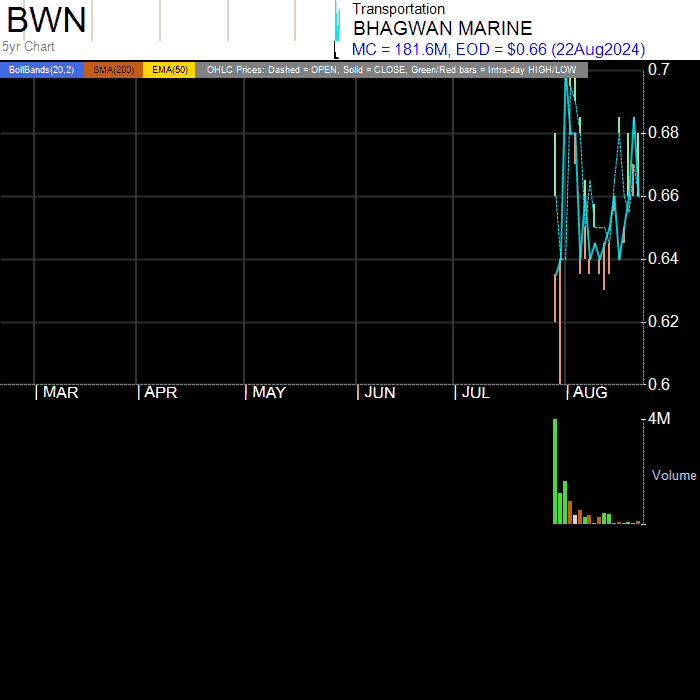 BWN
5yr Chart
Transportation
BHAGWAN MARINE
MC = 181.6M, EOD = $0.66 (22Aug2024)
BollBands(20,2) SMA(200) EMA(50) OHLC Prices: Dashed = OPEN, Solid = CLOSE, Green/Red bars = Intra-day HIGH/LOW
0.7
0.68
0.66
0.64
0.62
0.6
MAR APR MAY JUN JUL AUG
4M
Volume